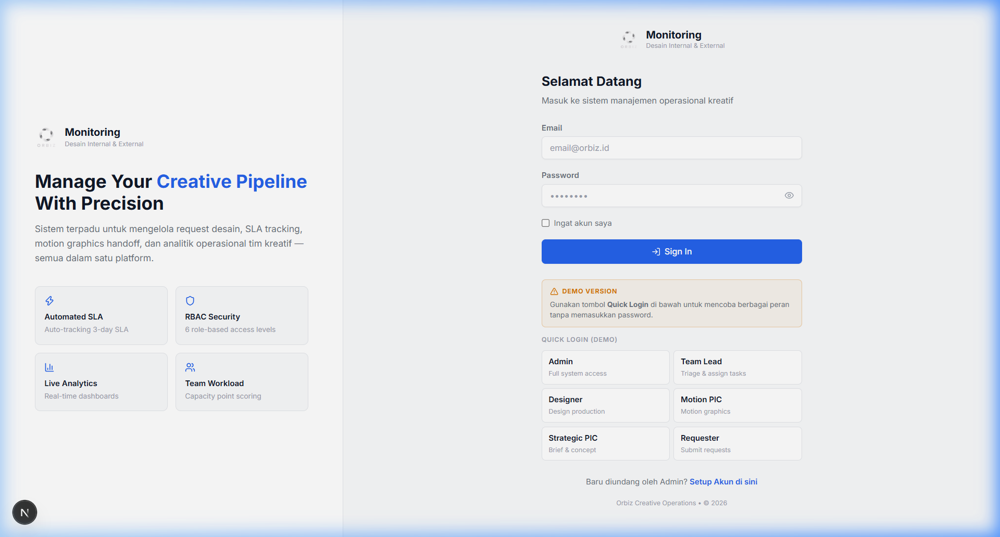 ORBIZ
Monitoring
Desain Internal & External
Manage Your Creative Pipeline
With Precision
Sistem terpadu untuk mengelola request desain, SLA tracking,
motion graphics handoff, dan analitik operasional tim kreatif —
semua dalam satu platform.
Automated SLA
Auto-tracking 3-day SLA
RBAC Security
6 role-based access levels
Live Analytics
Real-time dashboards
Team Workload
Capacity point scoring
N
ORBIZ
Monitoring
Desain Internal & External
Selamat Datang
Masuk ke sistem manajemen operasional kreatif
Email
email@orbiz.id
Password
••••••••
Ingat akun saya
Sign In
DEMO VERSION
Gunakan tombol Quick Login di bawah untuk mencoba berbagai peran
tanpa memasukkan password.
QUICK LOGIN (DEMO)
Admin
Full system access
Team Lead
Triage & assign tasks
Designer
Design production
Motion PIC
Motion graphics
Strategic PIC
Brief & concept
Requester
Submit requests
Baru diundang oleh Admin? Setup Akun di sini
Orbiz Creative Operations • © 2026